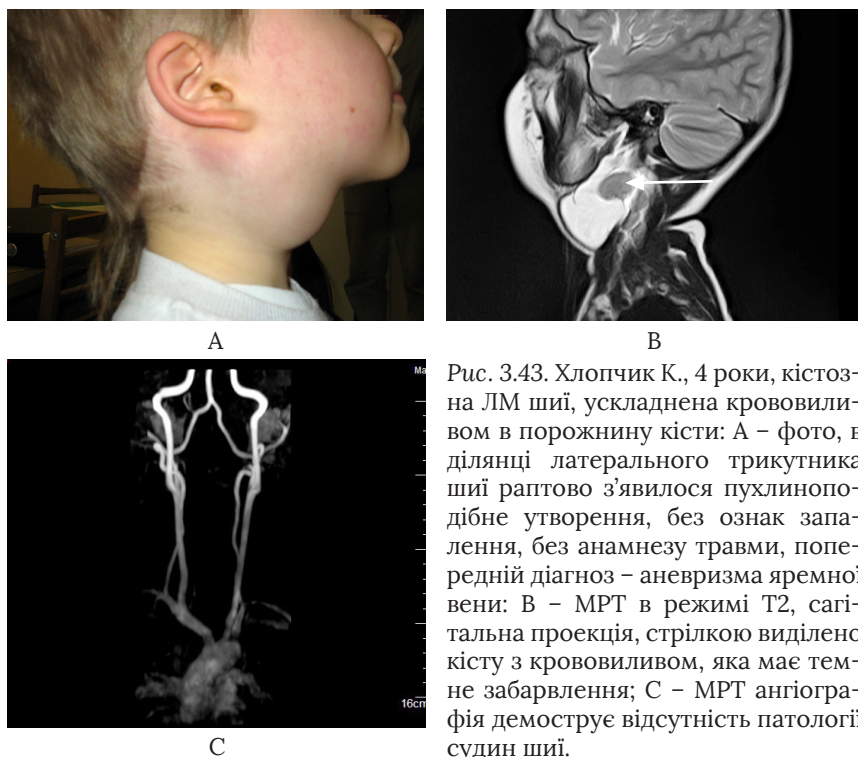 A
B
Ma
16cm
C
Рис. 3.43. Хлопчик К., 4 роки, кістоз-
на ЛМ шиї, ускладнена крововили-
вом в порожнину кісти: А – фото, в
ділянці латерального трикутника
шиї раптово з'явилося пухлинопо-
дібне утворення, без ознак запа-
лення, без анамнезу травми, попе-
редній діагноз – аневризма яремної
вени: В – МРТ в режимі Т2, сагі-
тальна проекція, стрілкою виділено
кісту з крововиливом, яка має тем-
не забарвлення; С – МРТ ангіогра-
фія демострує відсутність патології
судин шиї.